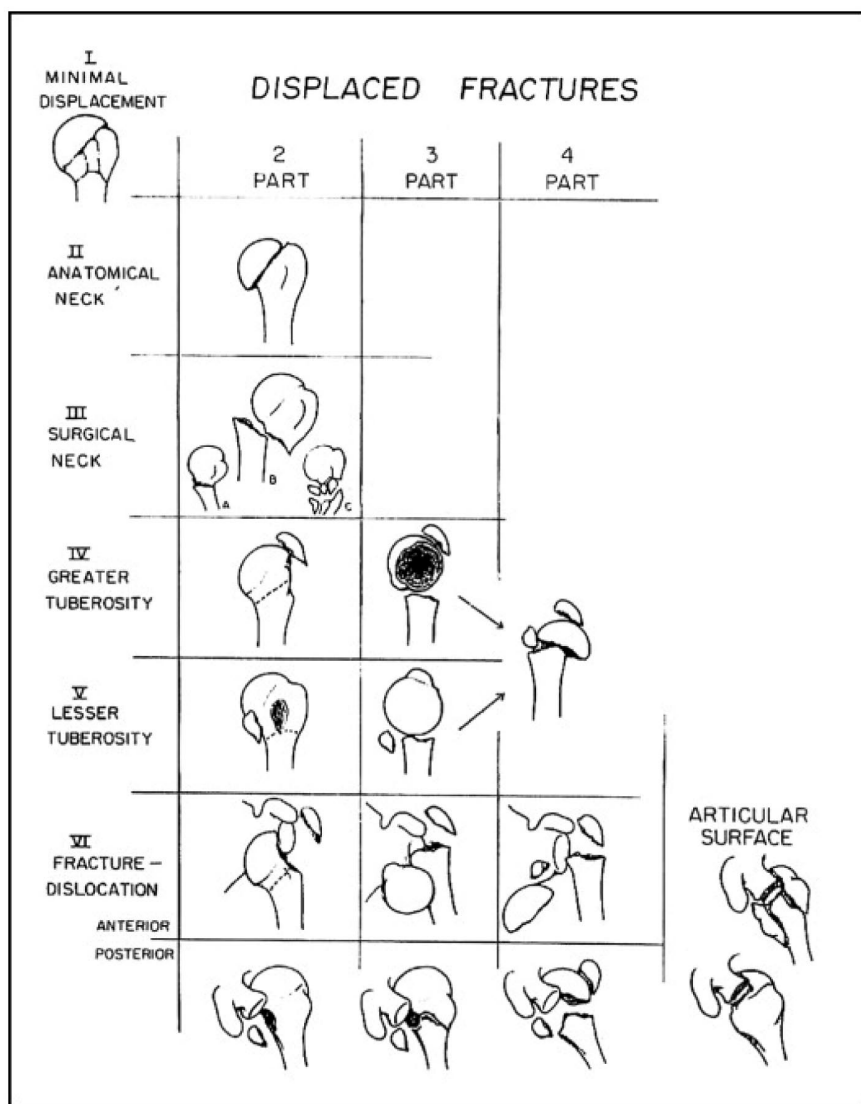 I
MINIMAL
DISPLACEMENT
DISPLACED FRACTURES
2
PART
3
PART
4
PART
II
ANATOMICAL
NECK
III
SURGICAL
NECK
A
B
C
IV
GREATER
TUBEROSITY
V
LESSER
TUBEROSITY
VI
FRACTURE-
DISLOCATION
ANTERIOR
POSTERIOR
ARTICULAR
SURFACE